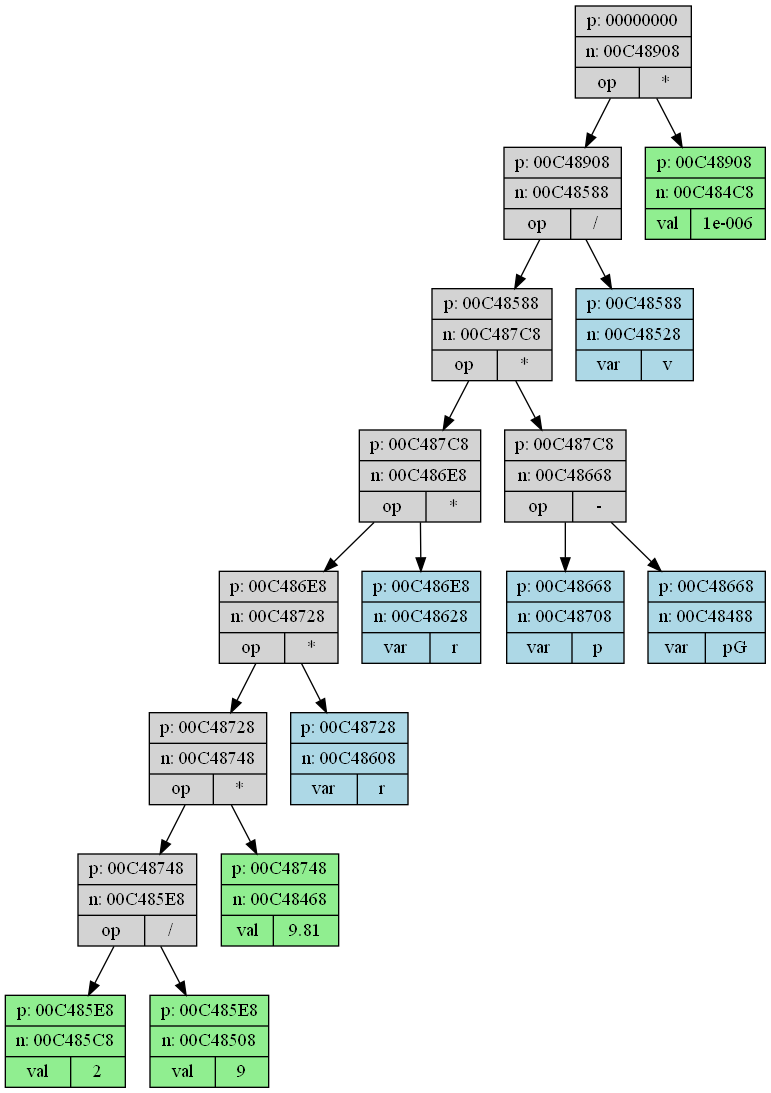 p: 00000000
n: 00C48908
op *
p: 00C48908
n: 00C48588
op /
p: 00C48908
n: 00C484C8
val 1e-006
p: 00C48588
n: 00C487C8
op *
p: 00C48588
n: 00C48528
var v
p: 00C487C8
n: 00C486E8
op *
p: 00C487C8
n: 00C48668
op -
p: 00C486E8
n: 00C48728
op *
p: 00C486E8
n: 00C48628
var r
p: 00C48668
n: 00C48708
var p
p: 00C48668
n: 00C48488
var pG
p: 00C48728
n: 00C48748
op *
p: 00C48728
n: 00C48608
var r
p: 00C48748
n: 00C485E8
op /
p: 00C48748
n: 00C48468
val 9.81
p: 00C485E8
n: 00C485C8
val 2
p: 00C485E8
n: 00C48508
val 9